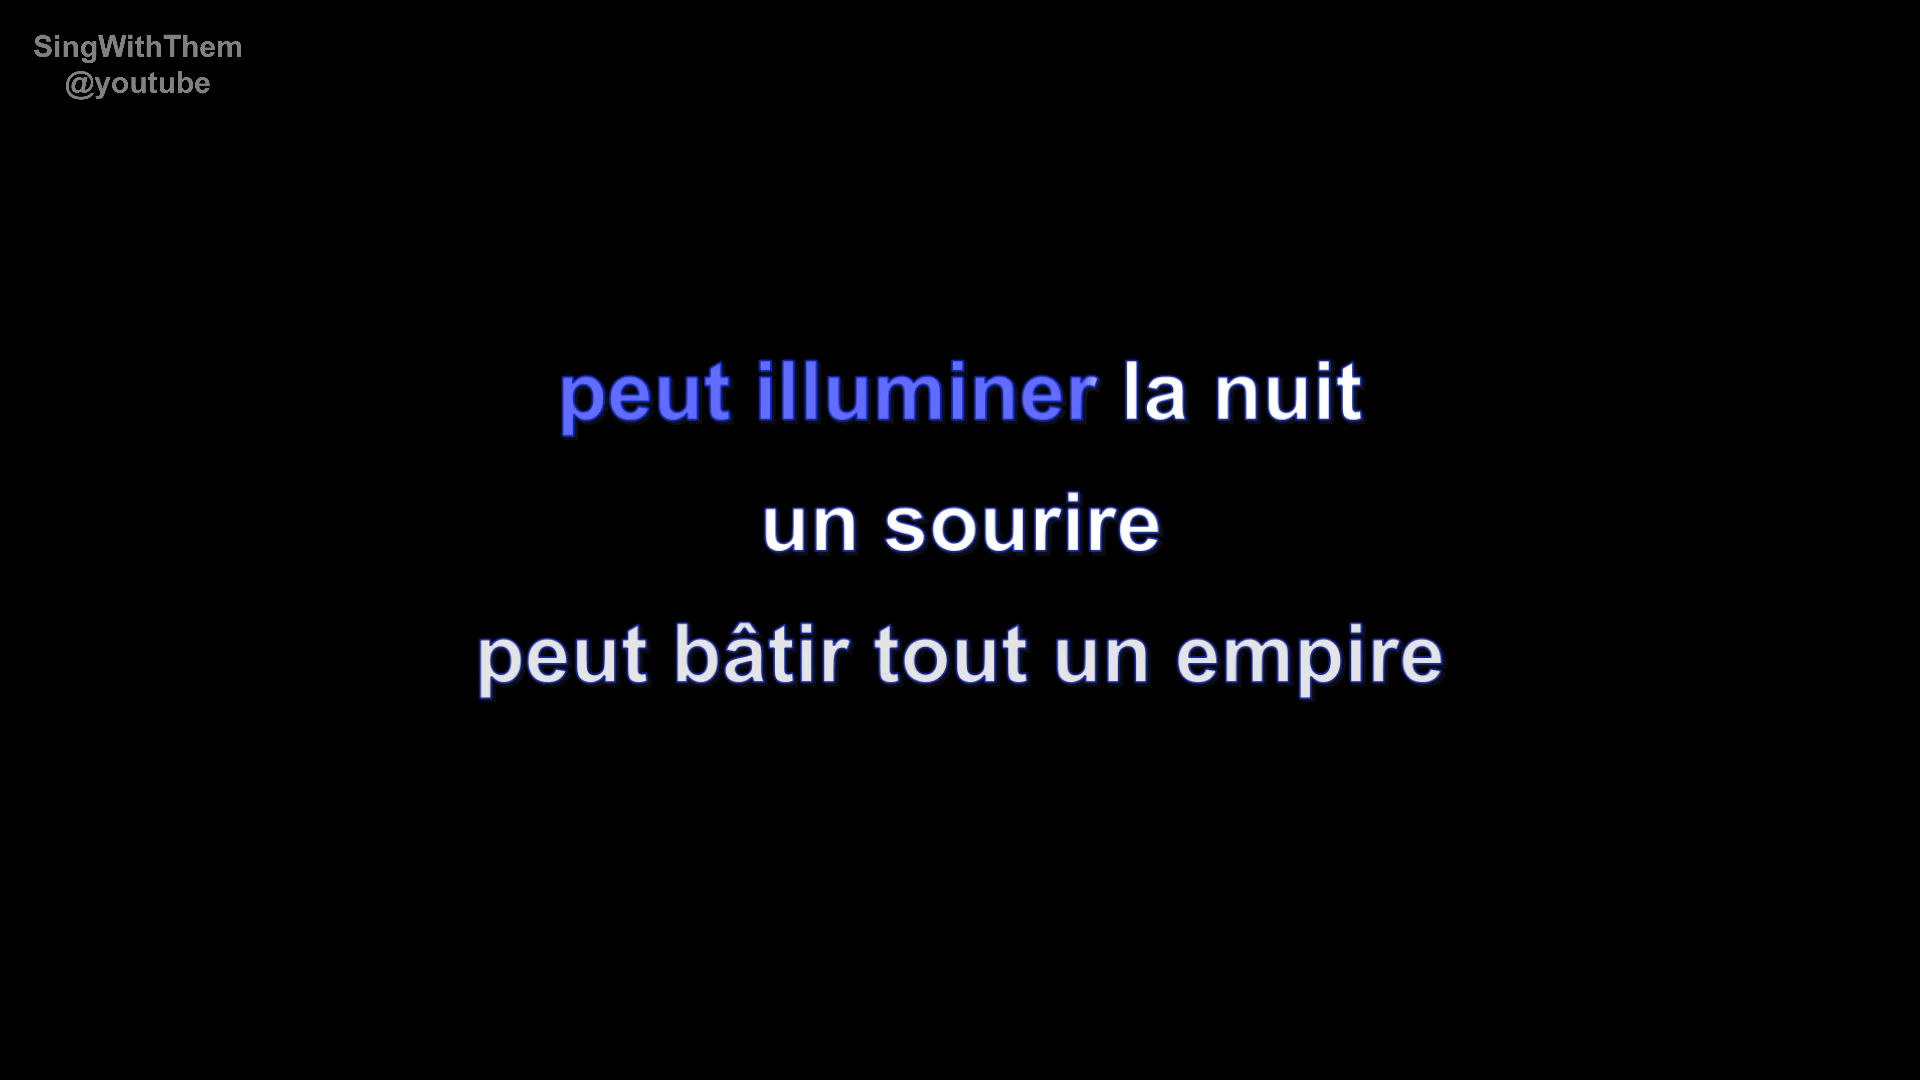 SingWithThem
@youtube
peut illuminer la nuit
un sourire
peut bâtir tout un empire